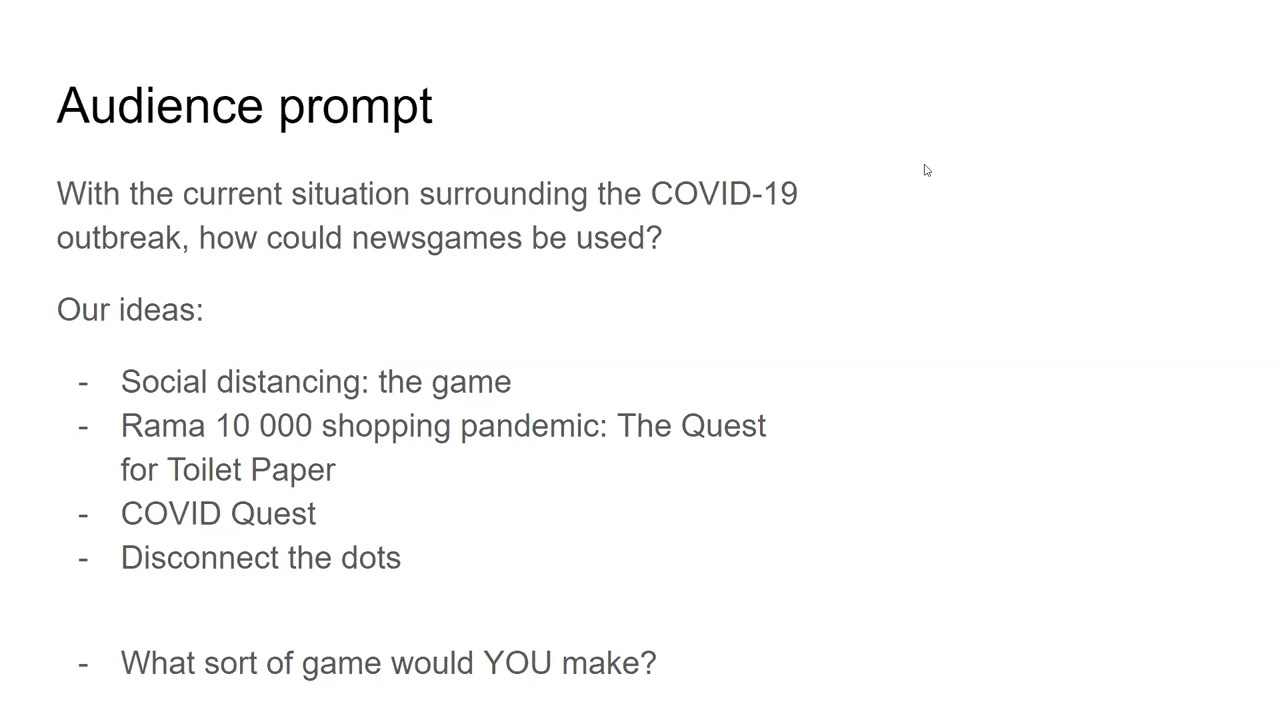 Audience prompt
With the current situation surrounding the COVID-19
outbreak, how could newsgames be used?
Our ideas:
- Social distancing: the game
- Rama 10 000 shopping pandemic: The Quest
for Toilet Paper
- COVID Quest
- Disconnect the dots
- What sort of game would YOU make?